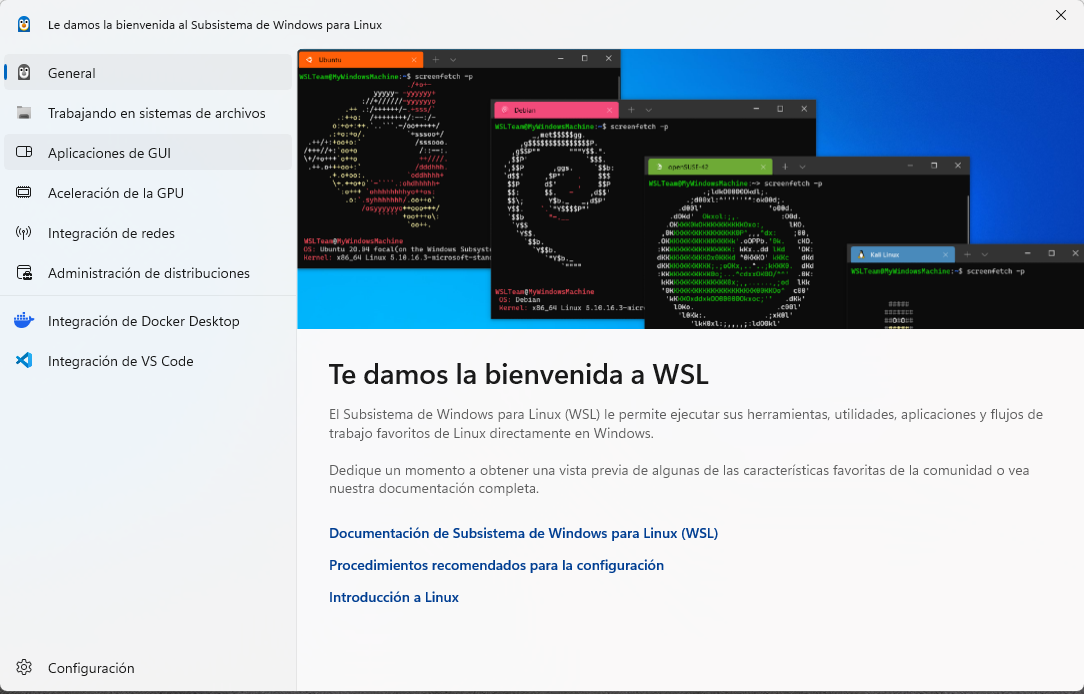 Le damos la bienvenida al Subsistema de Windows para Linux
General
Trabajando en sistemas de archivos
Aplicaciones de GUI
Aceleración de la GPU
Integración de redes
Administración de distribuciones
Integración de Docker Desktop
Integración de VS Code
Configuración
Ubuntu
WSLTeam@MyWindowsMachine:~$ screenfetch -p
WSLTeam@MyWindowsMachine
OS: Ubuntu 20.04 focal(on the Windows Subsyst
Kernel: x86_64 Linux 5.10.16.3-microsoft-stan
Debian
WSLTeam@MyWindowsMachine:~$ screenfetch -p
WSLTeam@MyWindowsMachine
OS: Debian
Kernel: x86_64 Linux 5.10.16.3-micr
openSUSE-42
WSLTeam@MyWindowsMachine:~> screenfetch -p
Kali Linux
WSLTeam@MyWindowsMachine:~$ screenfetch -p
Te damos la bienvenida a WSL
El Subsistema de Windows para Linux (WSL) le permite ejecutar sus herramientas, utilidades, aplicaciones y flujos de
trabajo favoritos de Linux directamente en Windows.
Dedique un momento a obtener una vista previa de algunas de las características favoritas de la comunidad o vea
nuestra documentación completa.
Documentación de Subsistema de Windows para Linux (WSL)
Procedimientos recomendados para la configuración
Introducción a Linux